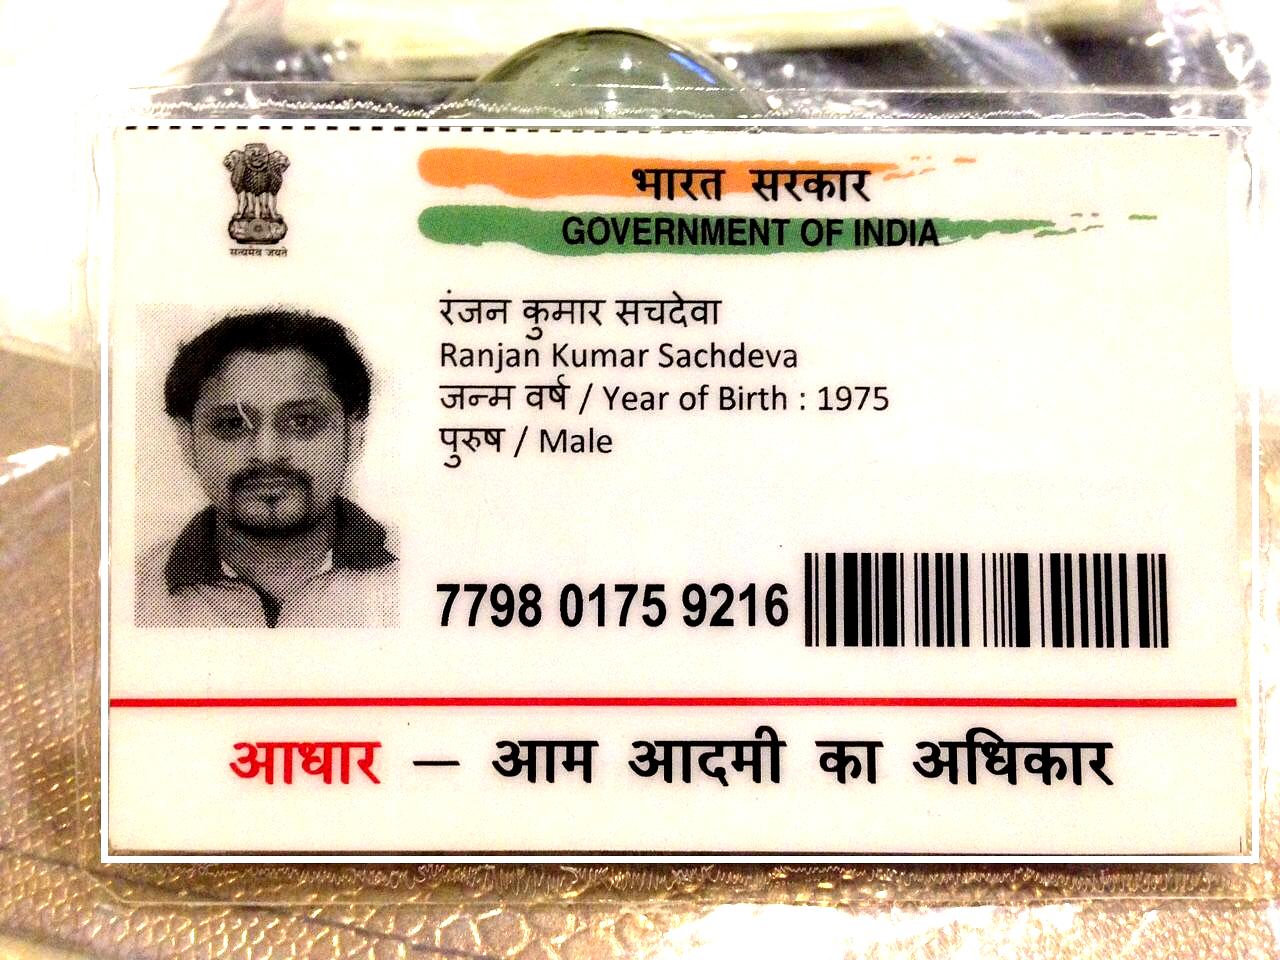 सत्यमेव जयते
भारत सरकार
GOVERNMENT OF INDIA
रंजन कुमार सचदेवा
Ranjan Kumar Sachdeva
जन्म वर्ष / Year of Birth : 1975
पुरुष / Male
7798 0175 9216
आधार — आम आदमी का अधिकार